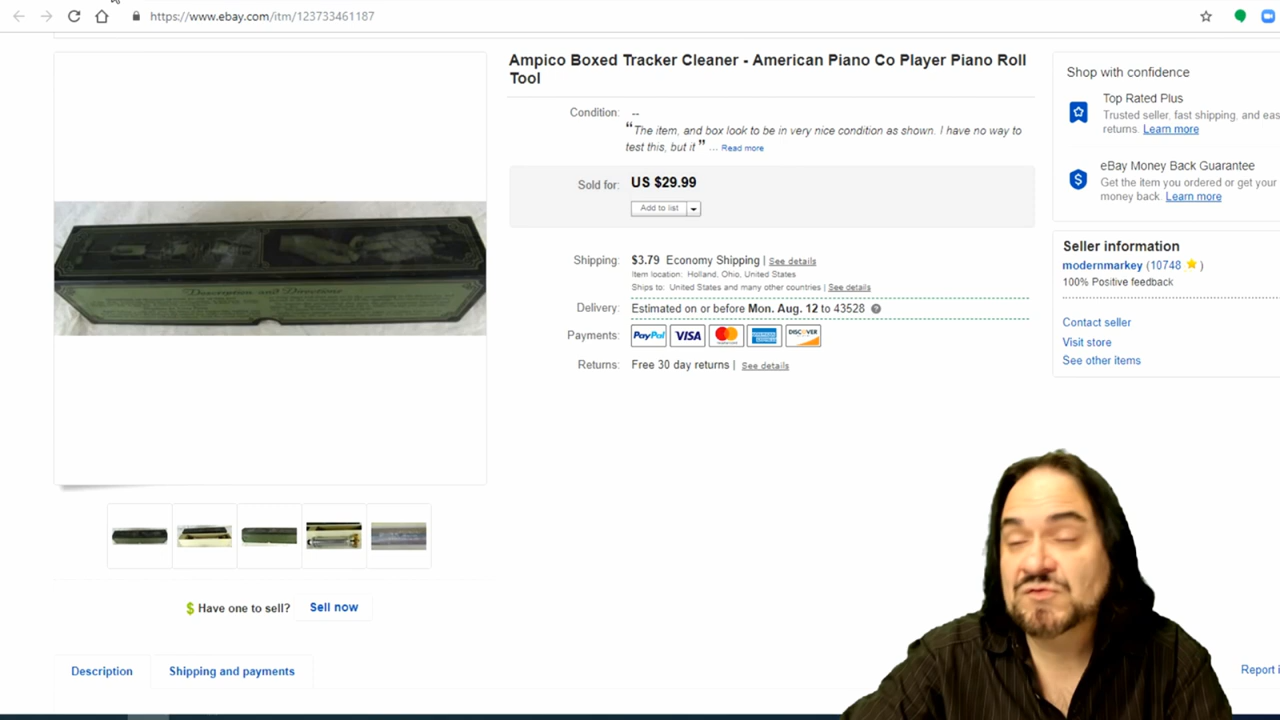 https://www.ebay.com/itm/123733461187
Ampico Boxed Tracker Cleaner - American Piano Co Player Piano Roll
Tool
Condition: --
"The item, and box look to be in very nice condition as shown. I have no way to
test this, but it " ... Read more
Sold for: US $29.99
Add to list
Shipping: $3.79 Economy Shipping | See details
Item location: Holland, Ohio, United States
Ships to: United States and many other countries | See details
Delivery: Estimated on or before Mon. Aug. 12 to 43528
Payments: PayPal VISA MasterCard AMERICAN EXPRESS DISCOVER
Returns: Free 30 day returns | See details
Shop with confidence
Top Rated Plus
Trusted seller, fast shipping, and eas
returns. Learn more
eBay Money Back Guarantee
Get the item you ordered or get your
money back. Learn more
Seller information
modernmarkey (10748 )
100% Positive feedback
Contact seller
Visit store
See other items
Description and Directions
$ Have one to sell? Sell now
Description
Shipping and payments
Report i